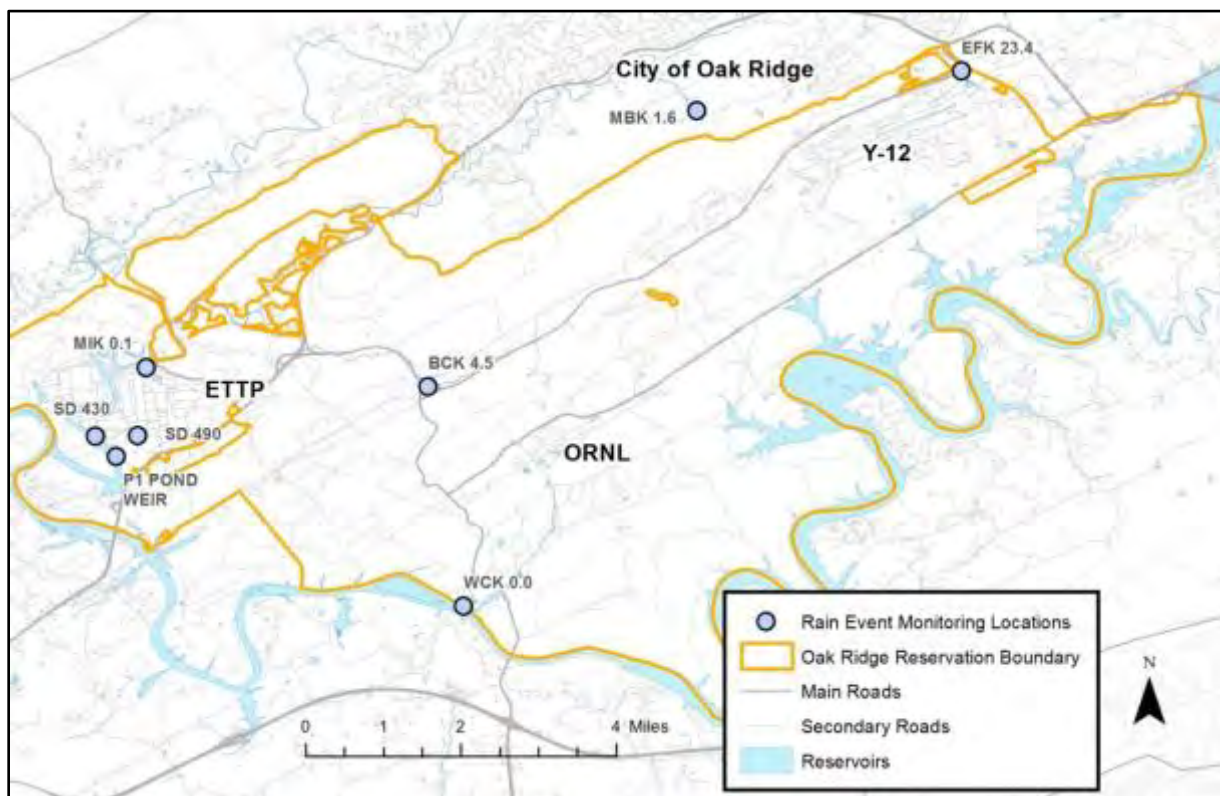 EFK 23.4
City of Oak Ridge
MBK 1.6
Y-12
MIK 0.1
BCK 4.5
ETTP
SD 430
SD 490
ORNL
P1 POND
WEIR
WCK 0.0
Rain Event Monitoring Locations
Oak Ridge Reservation Boundary
Main Roads
Secondary Roads
Reservoirs
N
0 2 4 Miles